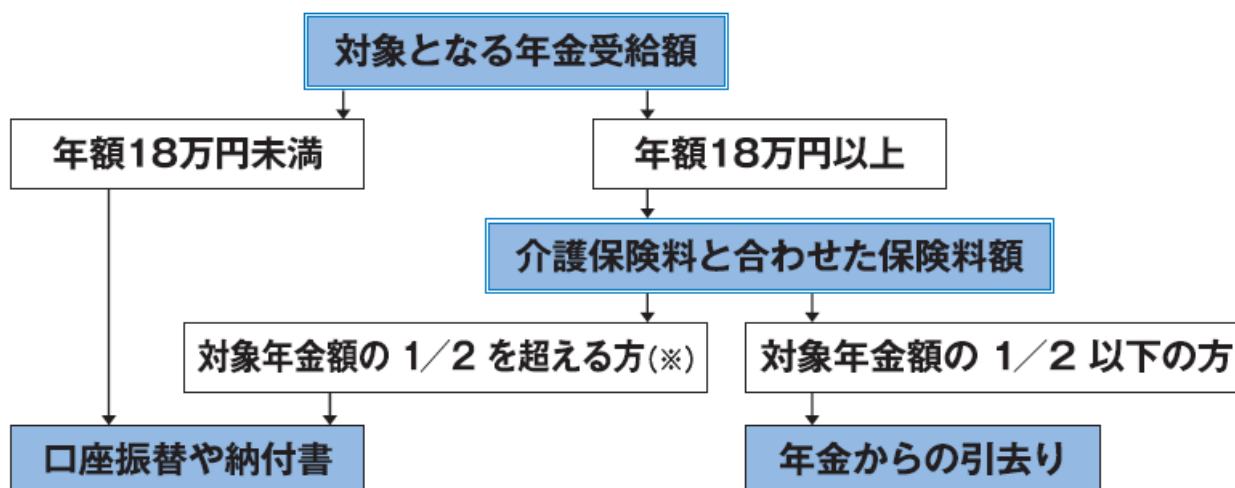 対象となる年金受給額
年額18万円未満
年額18万円以上
介護保険料と合わせた保険料額
対象年金額の 1／2 を超える方(※)
対象年金額の 1／2 以下の方
口座振替や納付書
年金からの引去り